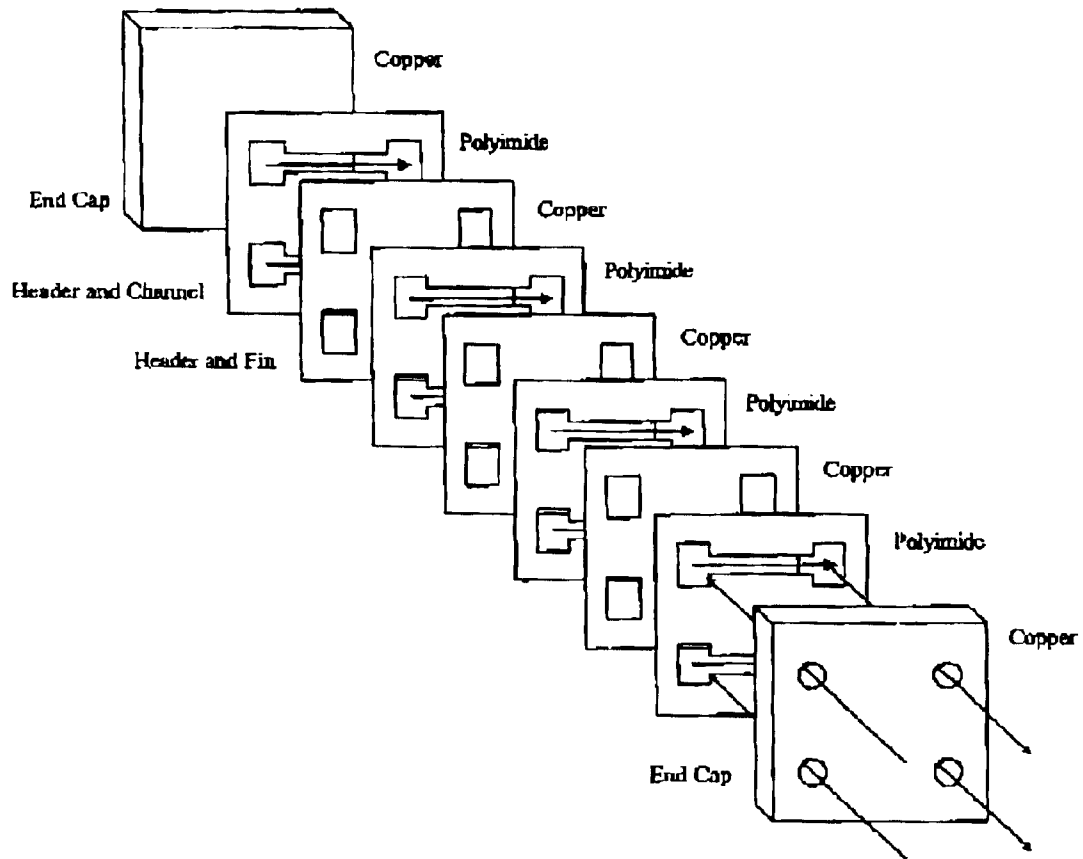 Copper
Polyimide
End Cap
Copper
Polyimide
Header and Channel
Copper
Header and Fin
Polyimide
Copper
Polyimide
Copper
End Cap